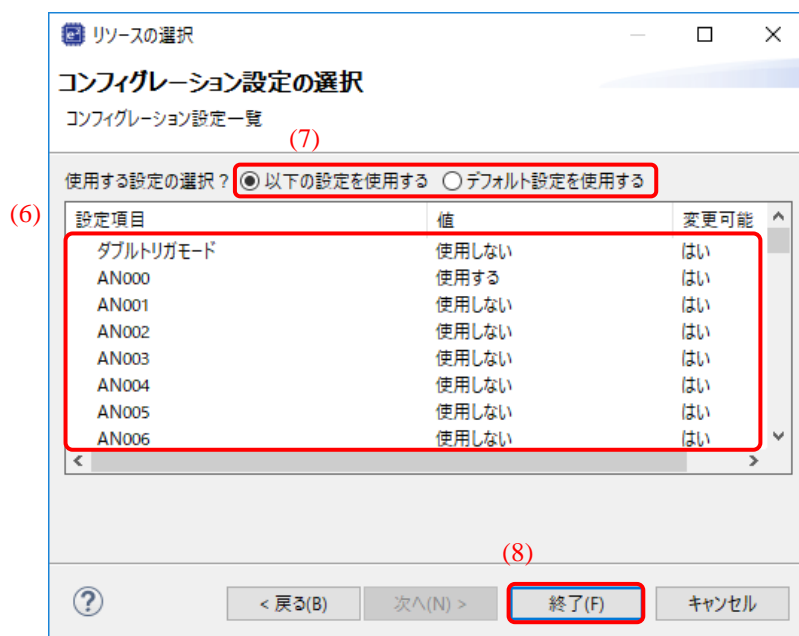 リソースの選択
コンフィグレーション設定の選択
コンフィグレーション設定一覧
(7)
使用する設定の選択? 以下の設定を使用する デフォルト設定を使用する
(6)
設定項目 値 変更可能
ダブルトリガモード 使用しない はい
AN000 使用する はい
AN001 使用しない はい
AN002 使用しない はい
AN003 使用しない はい
AN004 使用しない はい
AN005 使用しない はい
AN006 使用しない はい
(8)
< 戻る(B) 次へ(N) > 終了(F) キャンセル